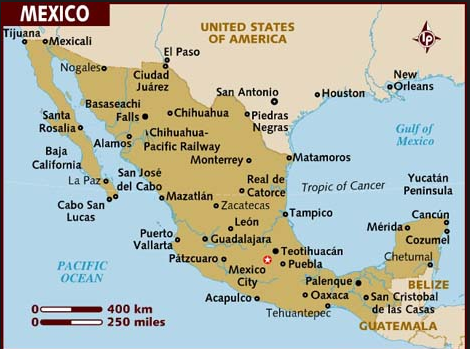 MEXICO
Tijuana
Mexicali
UNITED STATES
OF AMERICA
El Paso
Nogales
Ciudad
Juárez
New
Orleans
San Antonio
Houston
Basaseachi
Falls
Chihuahua
Piedras
Negras
Gulf of
Mexico
Santa
Rosalia
Chihuahua-
Pacific Railway
Alamos
Baja
California
Monterrey
Matamoros
La Paz
San José
del Cabo
Real de
Catorce
Tropic of Cancer
Yucatán
Peninsula
Cabo San
Lucas
Mazatlán
Zacatecas
Tampico
Cancún
Mérida
León
Puerto
Vallarta
Guadalajara
Cozumel
Teotihuacán
Chetumal
Pátzcuaro
Puebla
Mexico
City
PACIFIC
OCEAN
Palenque
BELIZE
Acapulco
Oaxaca
San Cristobal
de las Casas
Tehuantepec
GUATEMALA
0
400 km
0
250 miles
lp